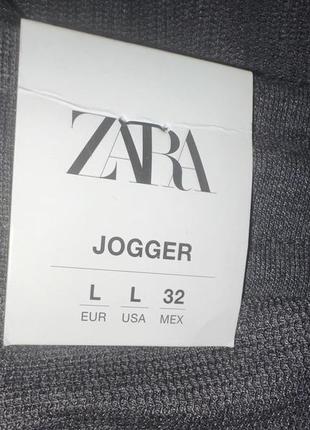 ZARA
JOGGER
L L 32
EUR USA MEX